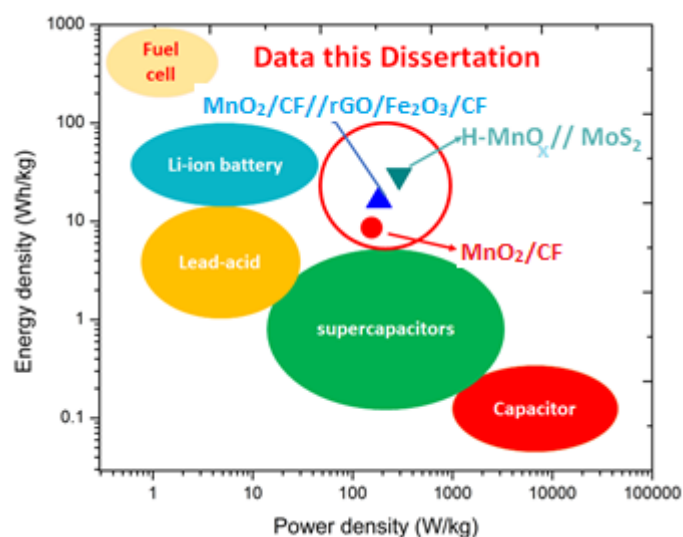 1000
100
10
1
0.1
Energy density (Wh/kg)
Fuel
cell
Data this Dissertation
MnO₂/CF//rGO/Fe₂O₃/CF
H-MnOₓ// MoS₂
Li-ion battery
Lead-acid
MnO₂/CF
supercapacitors
Capacitor
1
10
100
1000
10000
100000
Power density (W/kg)